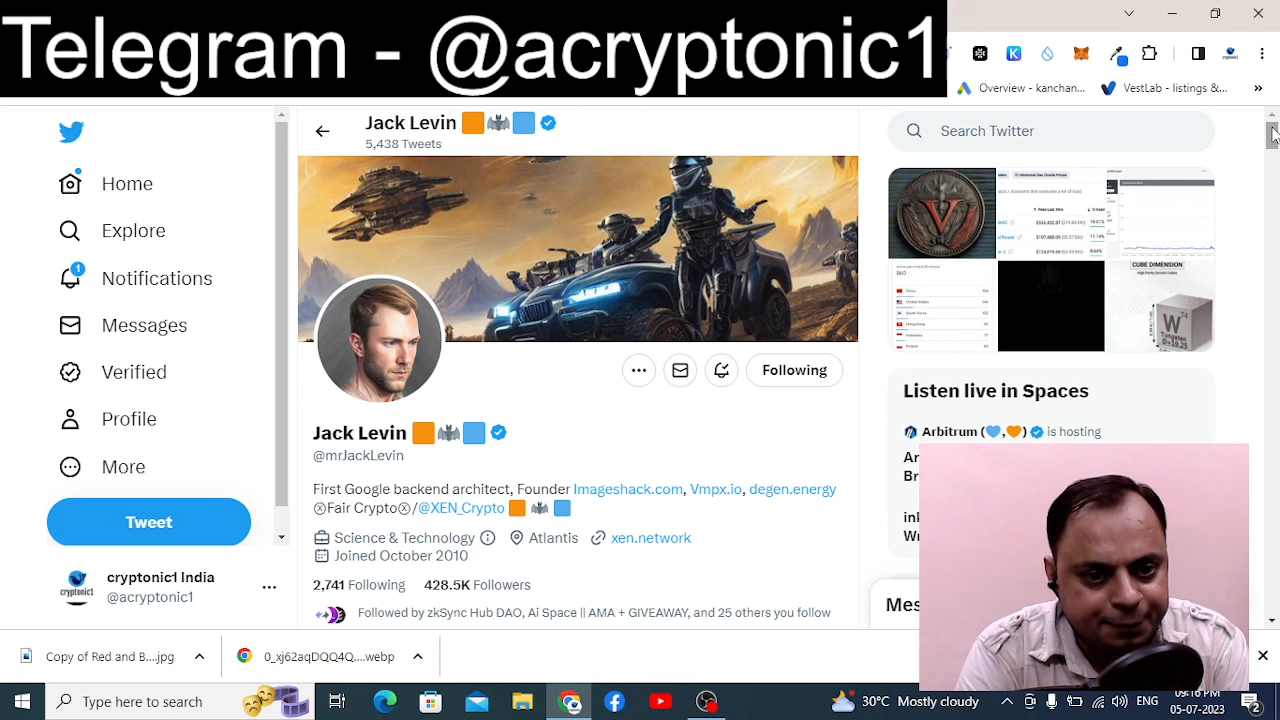 Telegram - @acryptonic1
Overview - kanchan...
VestLab - listings &...
Jack Levin
5,438 Tweets
Search Twitter
Home
Explore
Notifications
Messages
Verified
Profile
More
Tweet
cryptonic1 India
@acryptonic1
CUBE DIMENSION
Following
Jack Levin
@mrJackLevin
First Google backend architect, Founder Imageshack.com, Vmpx.io, degen.energy
ⓍFair CryptoⓍ/@XEN_Crypto
Science & Technology Atlantis xen.network
Joined October 2010
2,741 Following 428.5K Followers
Followed by zkSync Hub DAO, Ai Space || AMA + GIVEAWAY, and 25 others you follow
Listen live in Spaces
Arbitrum (💙,🧡) is hosting
Copy of Red and B....jpg
0_xj62aqDQQ4Q....webp
Type here to search
30°C
ENG
05-07-2023